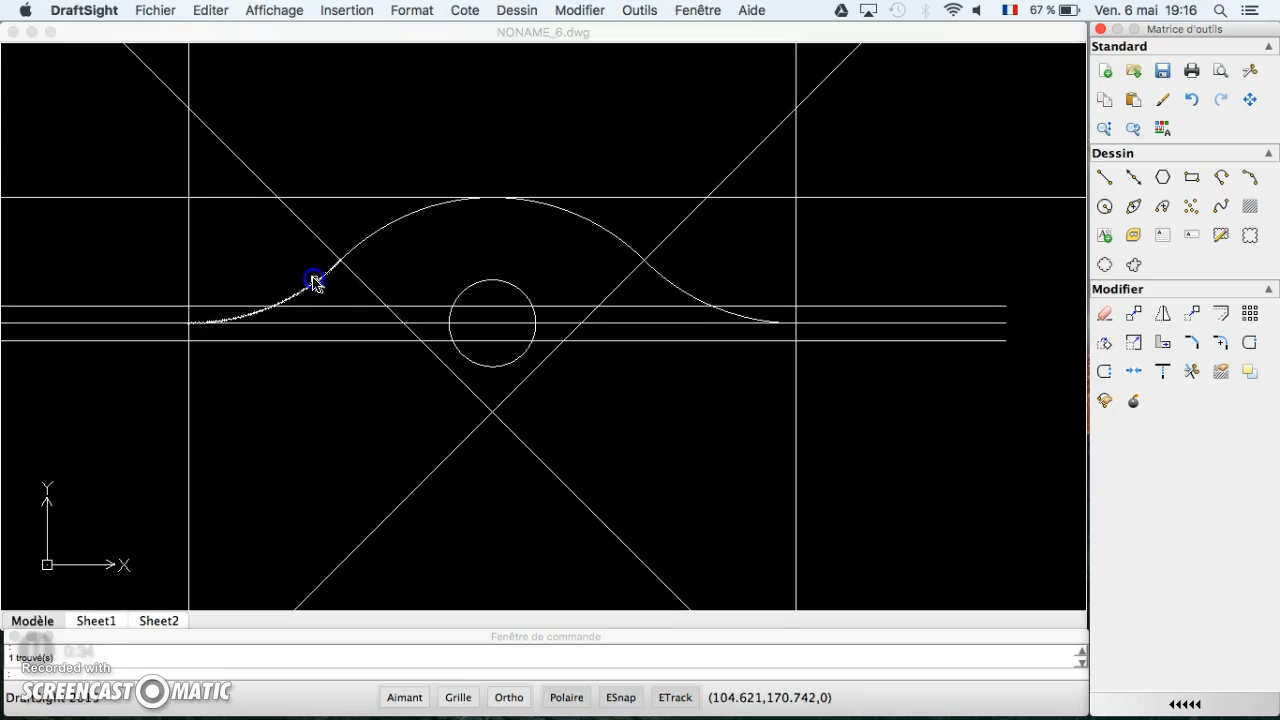 DraftSight Fichier Editer Affichage Insertion Format Cote Dessin Modifier Outils Fenêtre Aide 67 % Ven. 6 mai 19:16
NONAME_6.dwg
Matrice d'outils
Standard
Dessin
Modifier
Y
X
Modèle Sheet1 Sheet2
Fenêtre de commande
:
1 trouvé(s)
0:34
:
Recorded with
SCREENCAST MATIC
Aimant Grille Ortho Polaire ESnap ETrack (104.621,170.742,0)